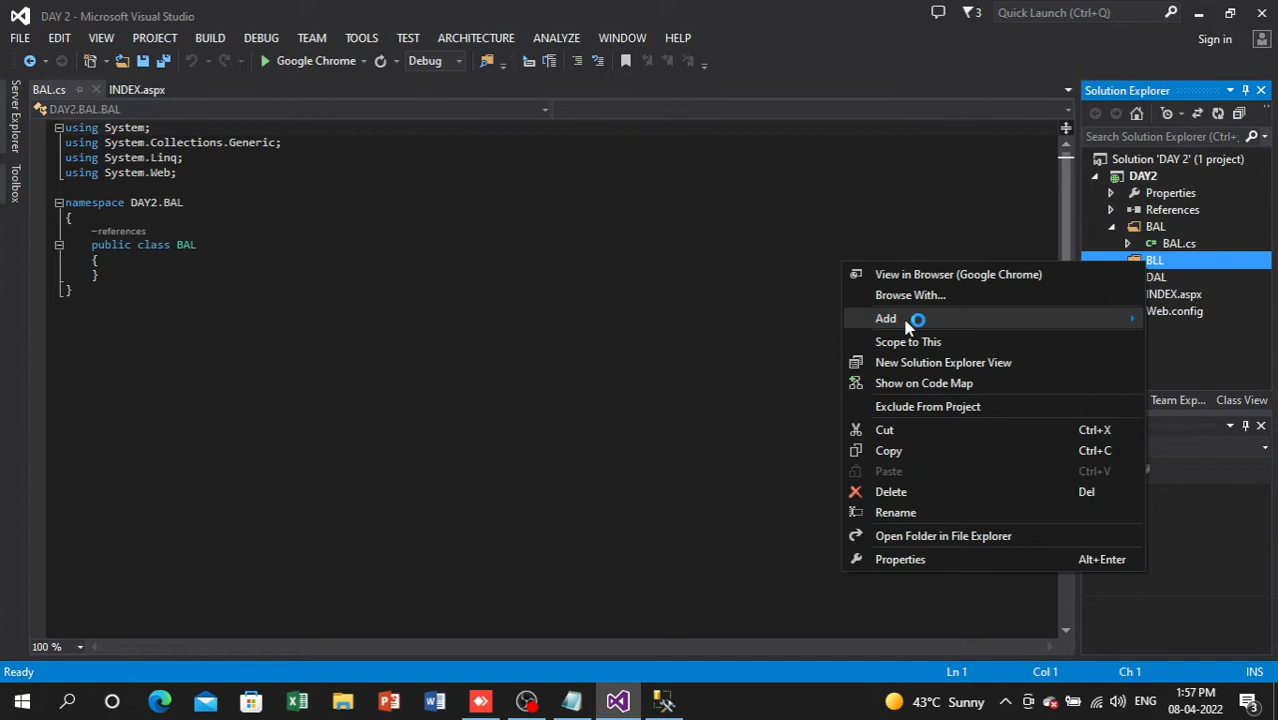 DAY 2 - Microsoft Visual Studio
3
Quick Launch (Ctrl+Q)
FILE EDIT VIEW PROJECT BUILD DEBUG TEAM TOOLS TEST ARCHITECTURE ANALYZE WINDOW HELP
Sign in
Google Chrome
Debug
Server Explorer
Toolbox
BAL.cs
INDEX.aspx
DAY2.BAL.BAL
using System;
using System.Collections.Generic;
using System.Linq;
using System.Web;
namespace DAY2.BAL
{
references
public class BAL
{
}
}
Solution Explorer
Search Solution Explorer (Ctrl+;
Solution 'DAY 2' (1 project)
DAY2
Properties
References
BAL
BAL.cs
BLL
DAL
INDEX.aspx
Web.config
Team Exp...
Class View
View in Browser (Google Chrome)
Browse With...
Add
Scope to This
New Solution Explorer View
Show on Code Map
Exclude From Project
Cut Ctrl+X
Copy Ctrl+C
Paste Ctrl+V
Delete Del
Rename
Open Folder in File Explorer
Properties Alt+Enter
100 %
Ready
Ln 1
Col 1
Ch 1
INS
43°C Sunny
ENG
1:57 PM
08-04-2022
3